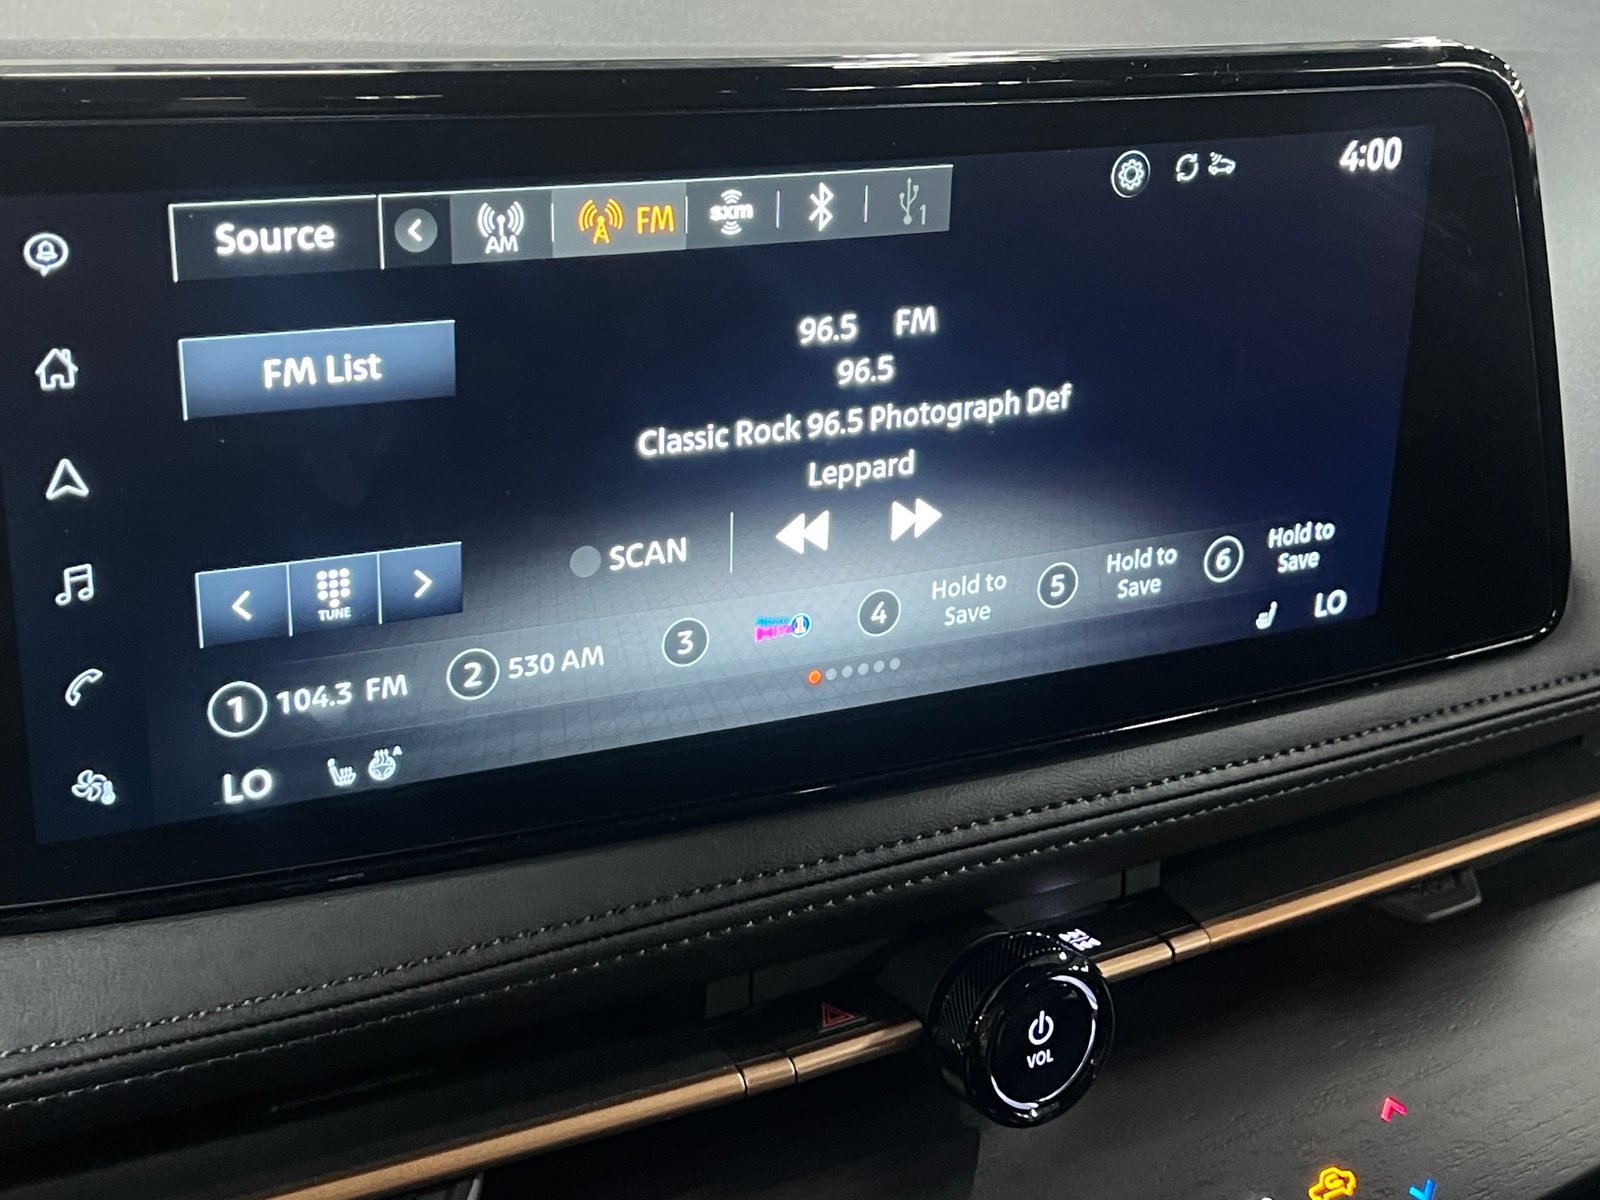 4:00
Source
AM
FM
sxm
1
FM List
96.5 FM
96.5
Classic Rock 96.5 Photograph Def
Leppard
TUNE
SCAN
1 104.3 FM
2 530 AM
3
1
4 Hold to
Save
5 Hold to
Save
6 Hold to
Save
LO
A
LO
VOL